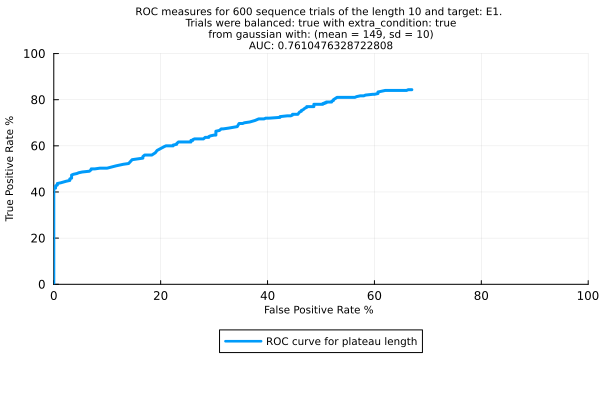 ROC measures for 600 sequence trials of the length 10 and target: E1.
Trials were balanced: true with extra_condition: true
from gaussian with: (mean = 149, sd = 10)
AUC: 0.7610476328722808
100
80
60
40
20
0
True Positive Rate %
0 20 40 60 80 100
False Positive Rate %
ROC curve for plateau length